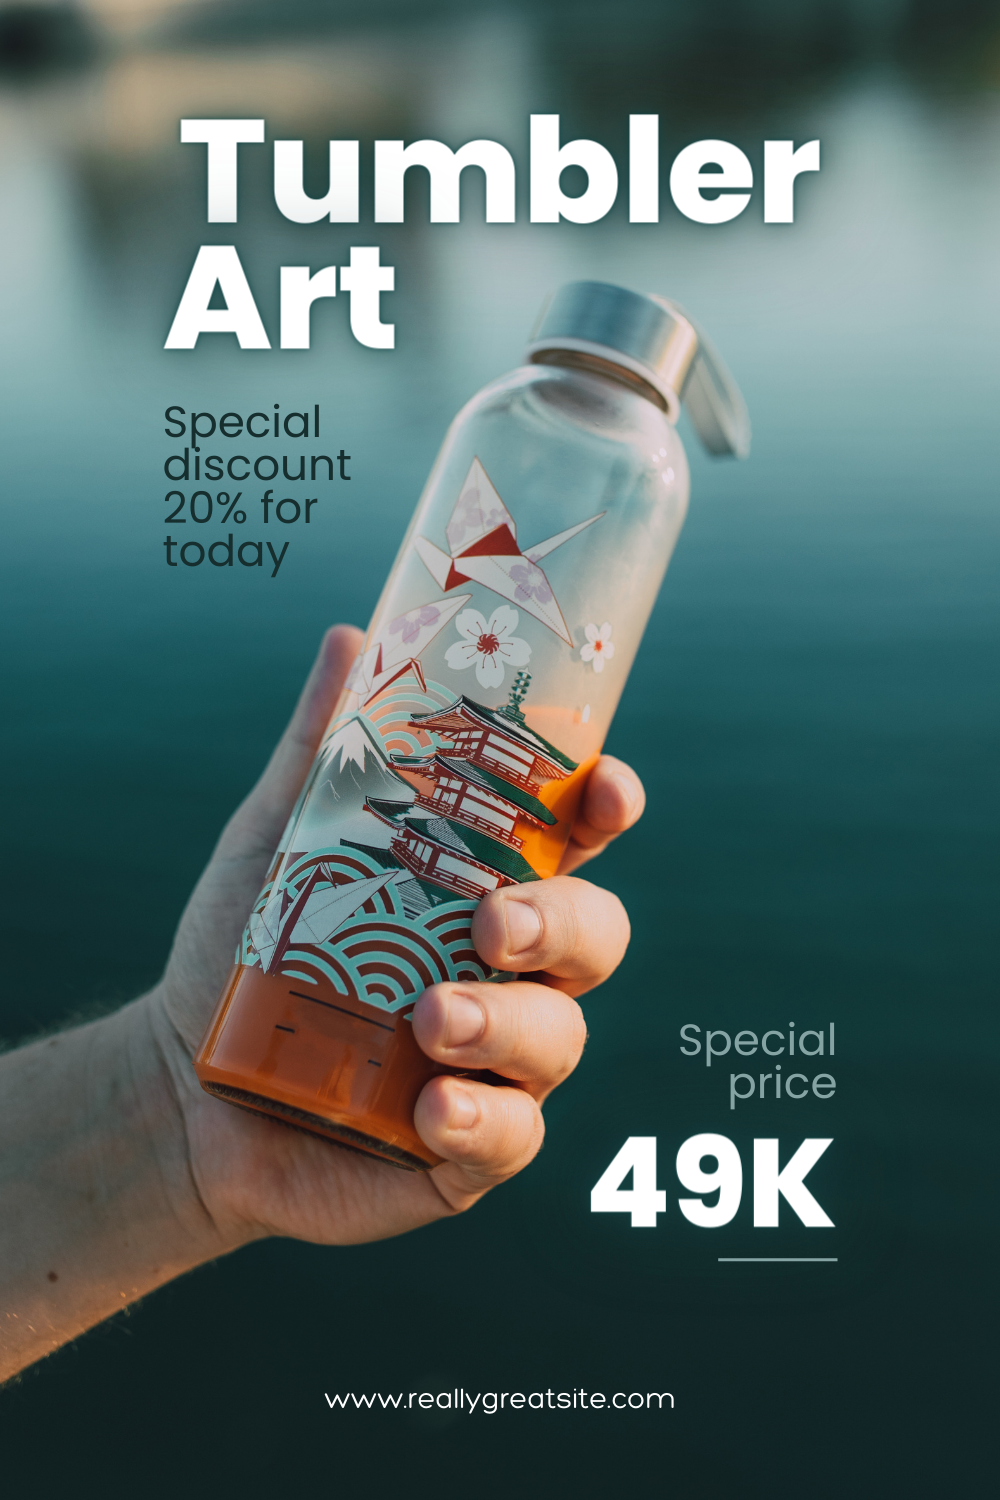 Tumbler
Art
Special
discount
20% for
today
Special
price
49K
www.reallygreatsite.com